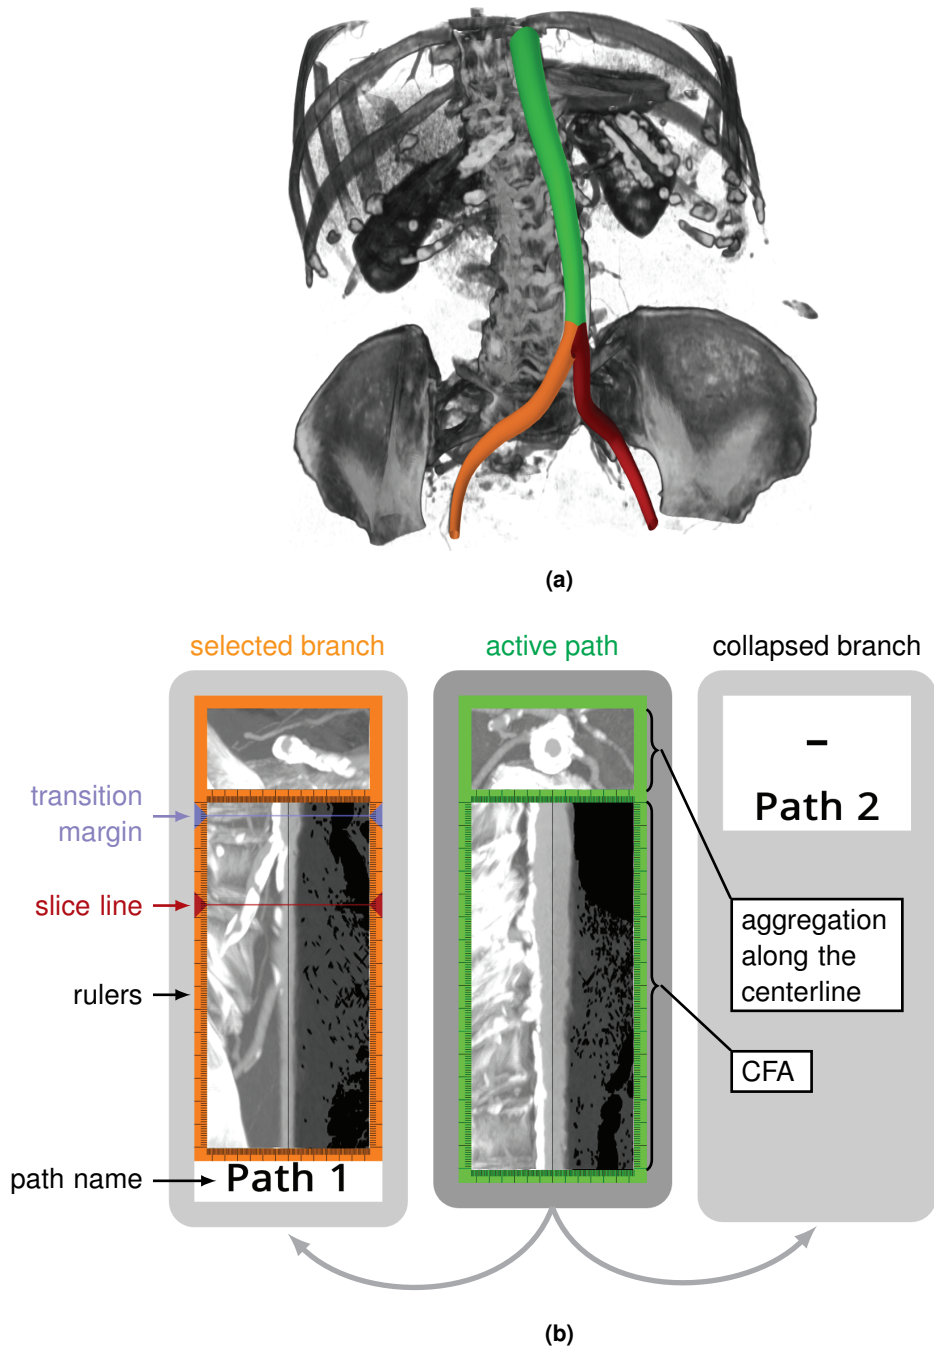 (a)
selected branch
active path
collapsed branch
transition
margin
slice line
rulers
path name
Path 1
–
Path 2
aggregation
along the
centerline
CFA
(b)